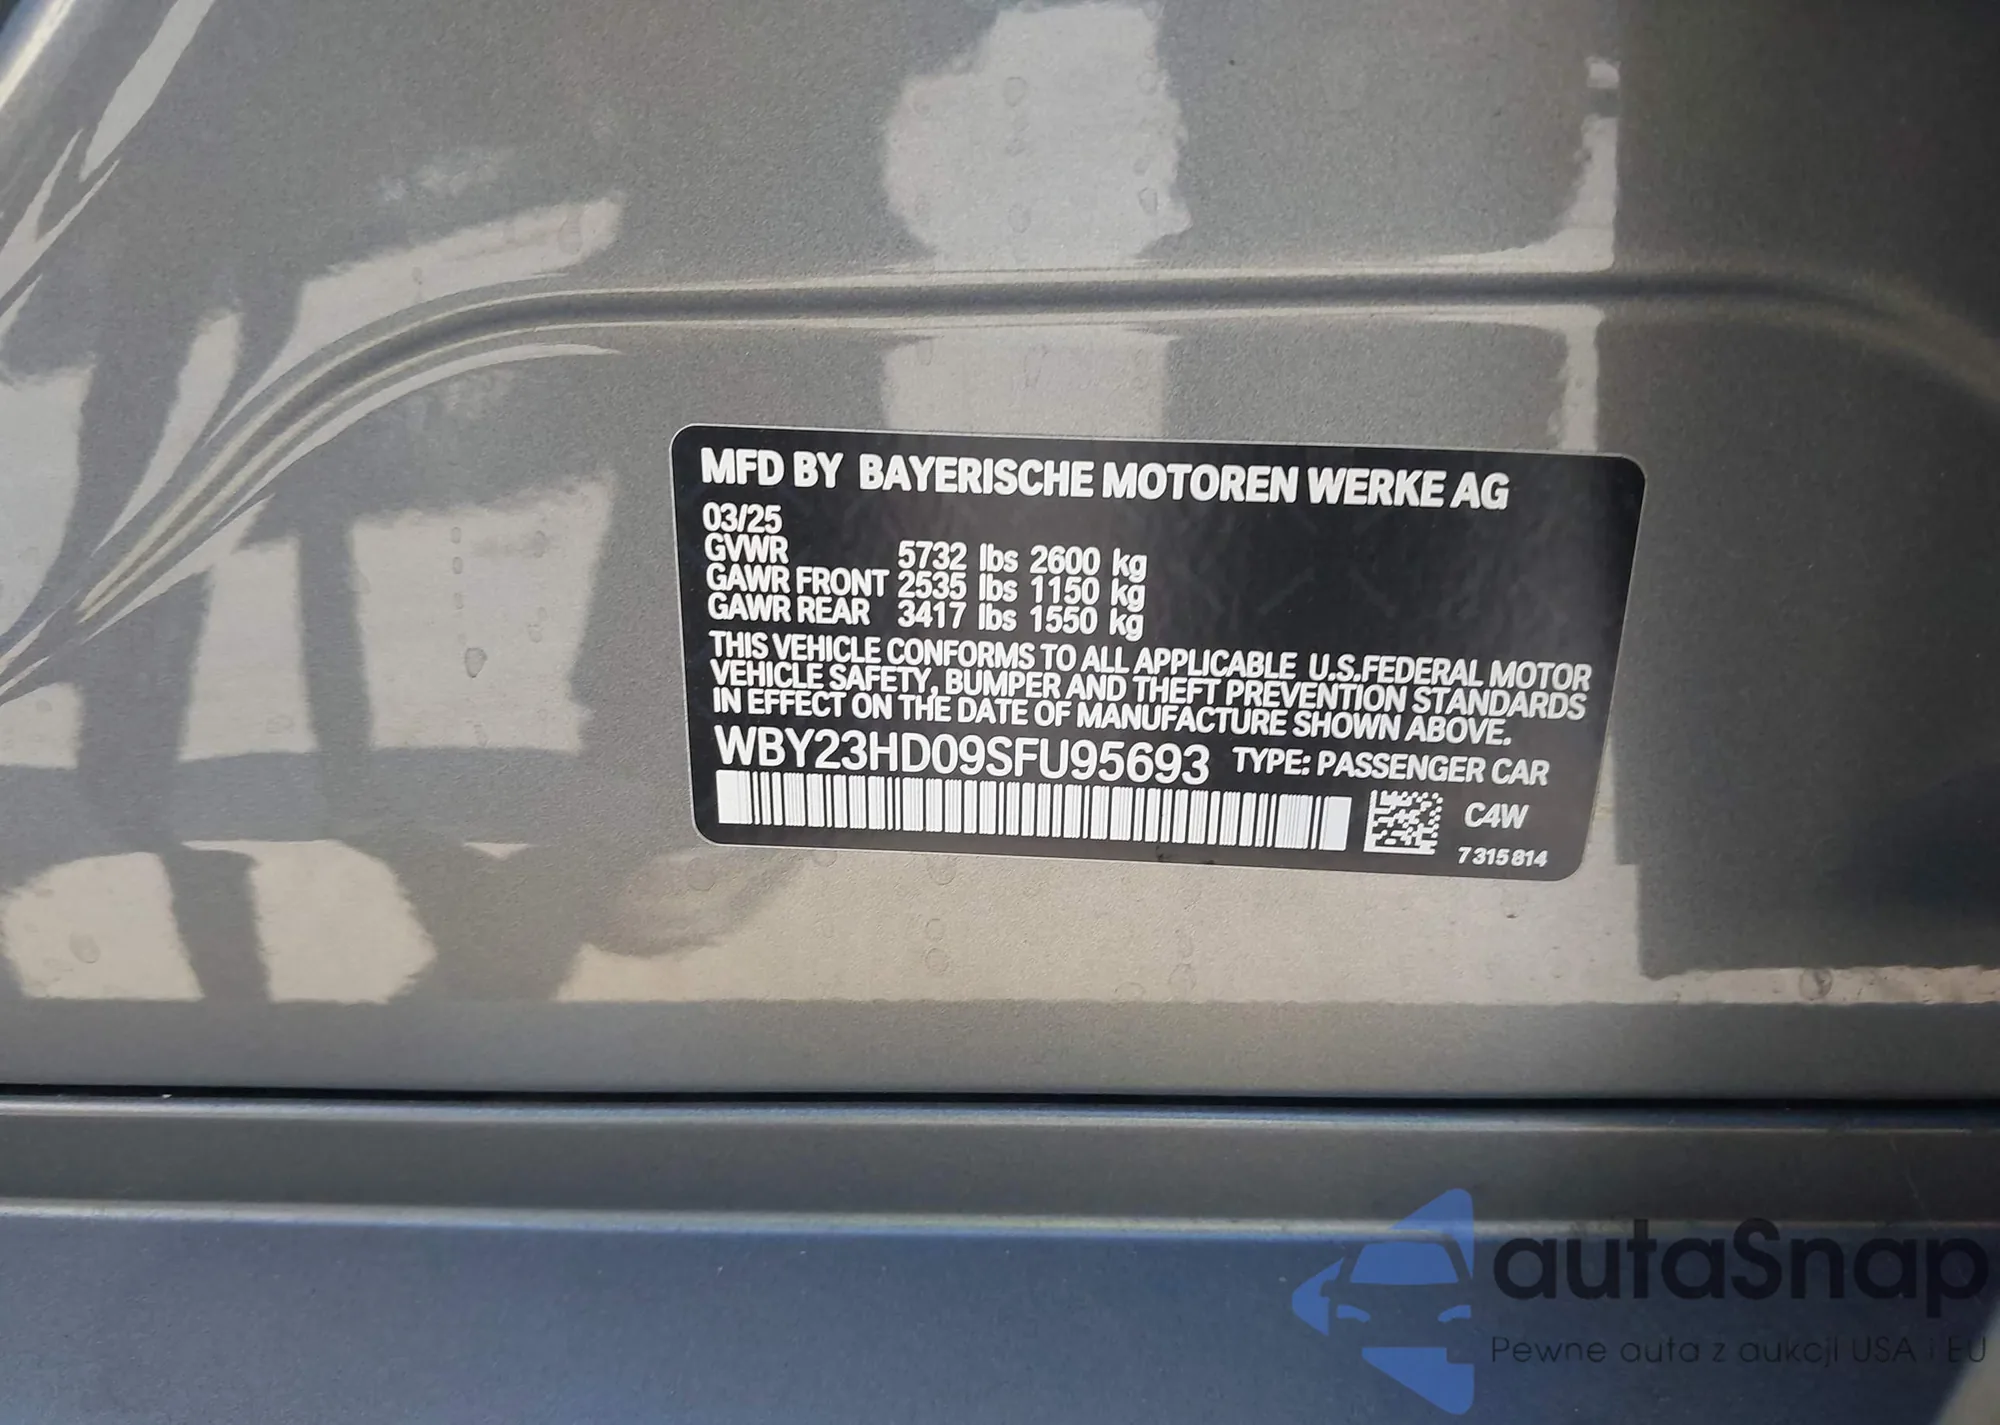 MFD BY BAYERISCHE MOTOREN WERKE AG
03/25
GVWR 5732 lbs 2600 kg
GAWR FRONT 2535 lbs 1150 kg
GAWR REAR 3417 lbs 1550 kg
THIS VEHICLE CONFORMS TO ALL APPLICABLE U.S.FEDERAL MOTOR
VEHICLE SAFETY, BUMPER AND THEFT PREVENTION STANDARDS
IN EFFECT ON THE DATE OF MANUFACTURE SHOWN ABOVE.
WBY23HD09SFU95693 TYPE: PASSENGER CAR
C4W
7 315 814
autaSnap
Pewne auta z aukcji USA i EU